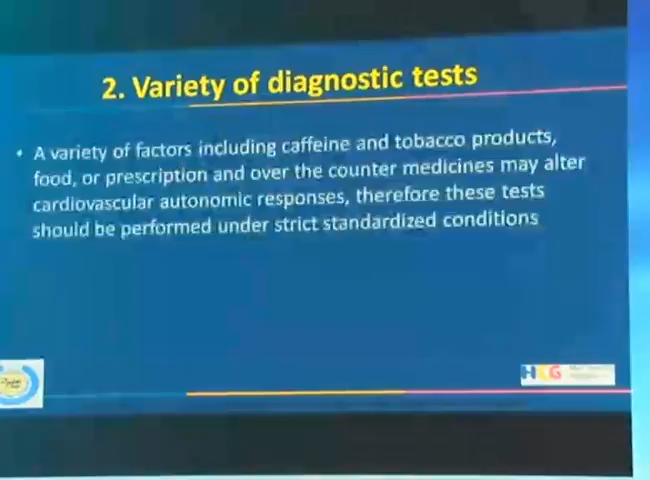 2. Variety of diagnostic tests
• A variety of factors including caffeine and tobacco products,
food, or prescription and over the counter medicines may alter
cardiovascular autonomic responses, therefore these tests
should be performed under strict standardized conditions
HCG